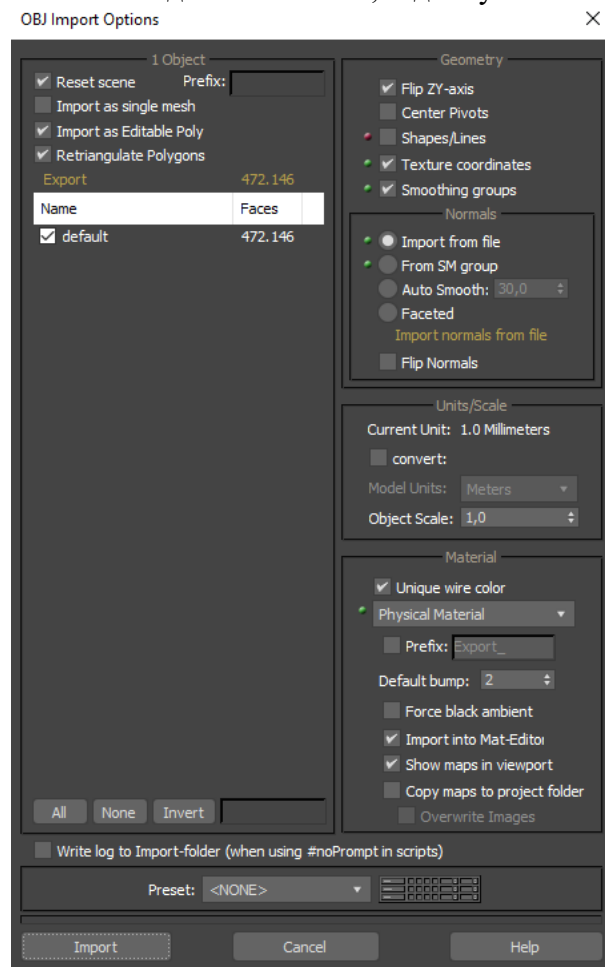 OBJ Import Options
1 Object
Reset scene Prefix:
Import as single mesh
Import as Editable Poly
Retriangulate Polygons
Export 472.146
Name Faces
default 472.146
All None Invert
Geometry
Flip ZY-axis
Center Pivots
Shapes/Lines
Texture coordinates
Smoothing groups
Normals
Import from file
From SM group
Auto Smooth: 30,0
Faceted
Import normals from file
Flip Normals
Units/Scale
Current Unit: 1.0 Millimeters
convert:
Model Units: Meters
Object Scale: 1,0
Material
Unique wire color
Physical Material
Prefix: Export_
Default bump: 2
Force black ambient
Import into Mat-Editor
Show maps in viewport
Copy maps to project folder
Overwrite Images
Write log to Import-folder (when using #noPrompt in scripts)
Preset: <NONE>
Import Cancel Help